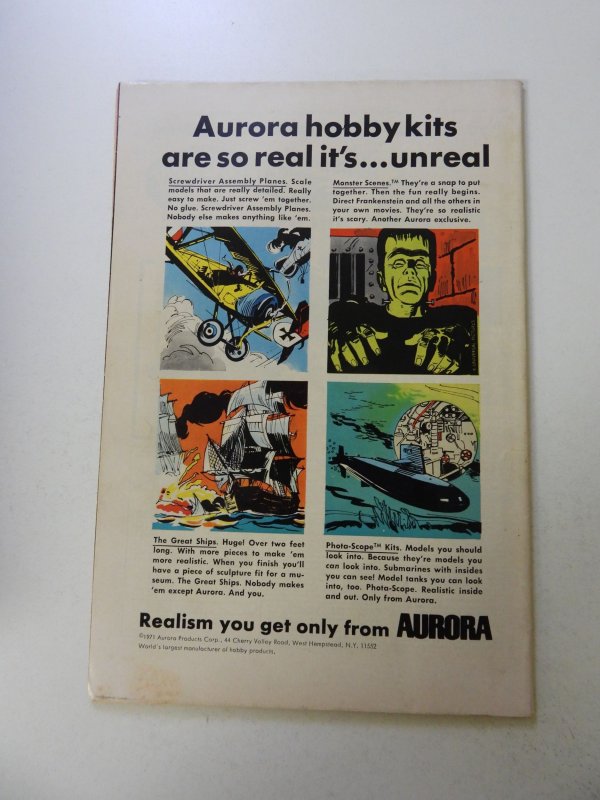 Aurora hobby kits
are so real it's...unreal
Screwdriver Assembly Planes. Scale
models that are really detailed. Really
easy to make. Just screw 'em together.
No glue. Screwdriver Assembly Planes.
Nobody else makes anything like 'em.
Monster Scenes.™ They're a snap to put
together. Then the fun really begins.
Direct Frankenstein and all the others in
your own movies. They're so realistic
it's scary. Another Aurora exclusive.
The Great Ships. Huge! Over two feet
long. With more pieces to make 'em
more realistic. When you finish you'll
have a piece of sculpture fit for a mu-
seum. The Great Ships. Nobody makes
'em except Aurora. And you.
Phota-Scope™ Kits. Models you should
look into. Because they're models you
can look into. Submarines with insides
you can see! Model tanks you can look
into, too. Phota-Scope. Realistic inside
and out. Only from Aurora.
Realism you get only from AURORA
©1971 Aurora Products Corp., 44 Cherry Valley Road, West Hempstead, N.Y. 11552
World's largest manufacturer of hobby products.